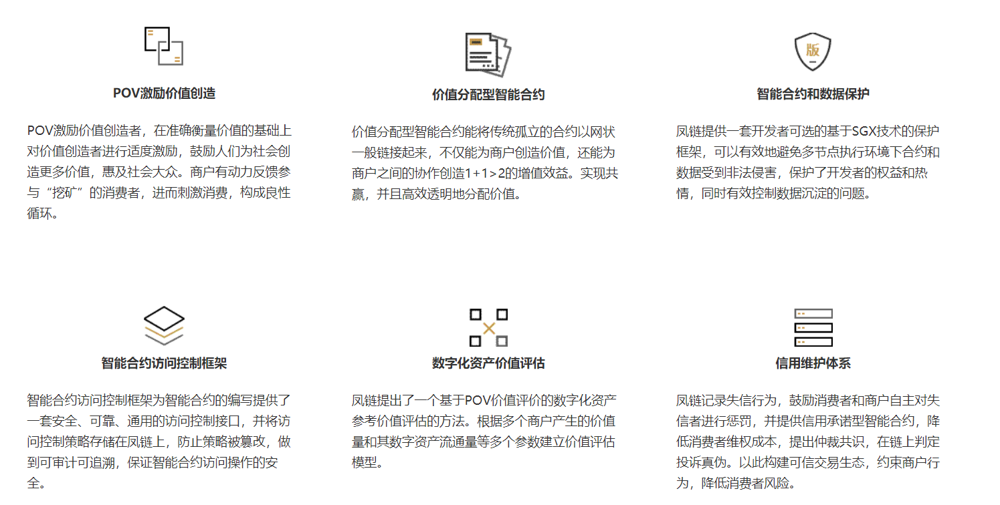 版
POV激励价值创造
POV激励价值创造者，在准确衡量价值的基础上
对价值创造者进行适度激励，鼓励人们为社会创
造更多价值，惠及社会大众。商户有动力反馈参
与“挖矿”的消费者，进而刺激消费，构成良性
循环。
价值分配型智能合约
价值分配型智能合约能将传统孤立的合约以网状
一般链接起来，不仅能为商户创造价值，还能为
商户之间的协作创造1+1>2的增值效益。实现共
赢，并且高效透明地分配价值。
智能合约和数据保护
凤链提供一套开发者可选的基于SGX技术的保护
框架，可以有效地避免多节点执行环境下合约和
数据受到非法侵害，保护了开发者的权益和热
情，同时有效控制数据沉淀的问题。
智能合约访问控制框架
智能合约访问控制框架为智能合约的编写提供了
一套安全、可靠、通用的访问控制接口，并将访
问控制策略存储在凤链上，防止策略被篡改，做
到可审计可追溯，保证智能合约访问操作的安
全。
数字化资产价值评估
凤链提出了一个基于POV价值评价的数字化资产
参考价值评估的方法。根据多个商户产生的价值
量和其数字资产流通量等多个参数建立价值评估
模型。
信用维护体系
凤链记录失信行为，鼓励消费者和商户自主对失
信者进行惩罚，并提供信用承诺型智能合约，降
低消费者维权成本，提出仲裁共识，在链上判定
投诉真伪。以此构建可信交易生态，约束商户行
为，降低消费者风险。